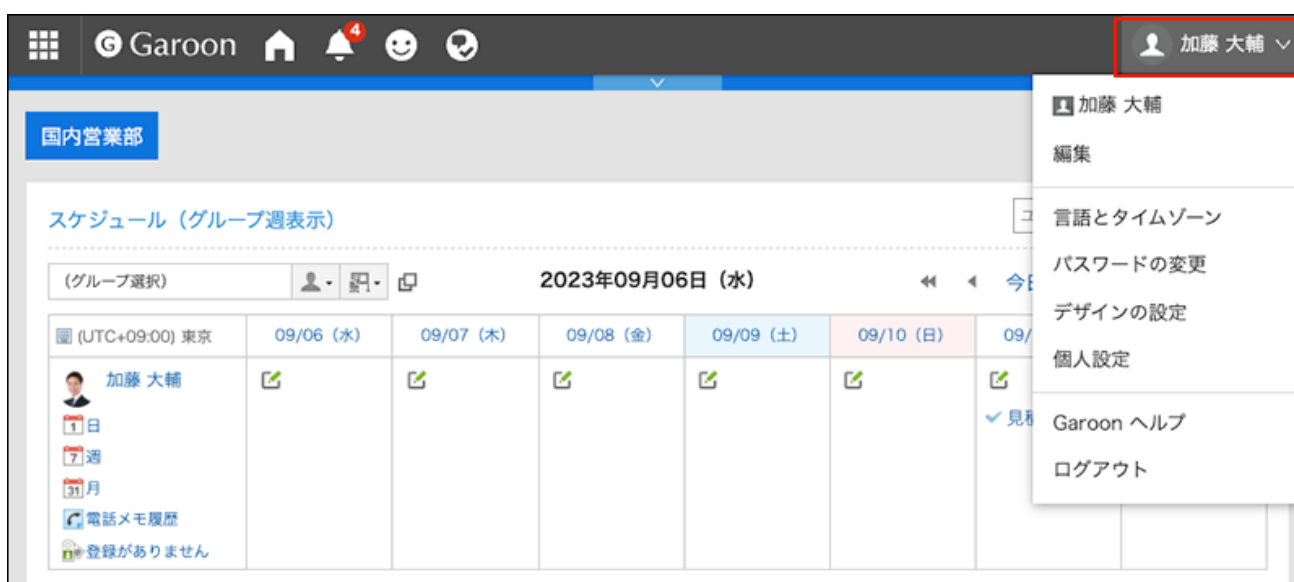 G Garoon 4 加藤 大輔
国内営業部
スケジュール（グループ週表示）
(グループ選択) 2023年09月06日（水）
(UTC+09:00) 東京 09/06（水） 09/07（木） 09/08（金） 09/09（土） 09/10（日） 09/
加藤 大輔
1 日
7 週
31 月
電話メモ履歴
登録がありません
加藤 大輔
編集
言語とタイムゾーン
パスワードの変更
デザインの設定
個人設定
Garoon ヘルプ
ログアウト